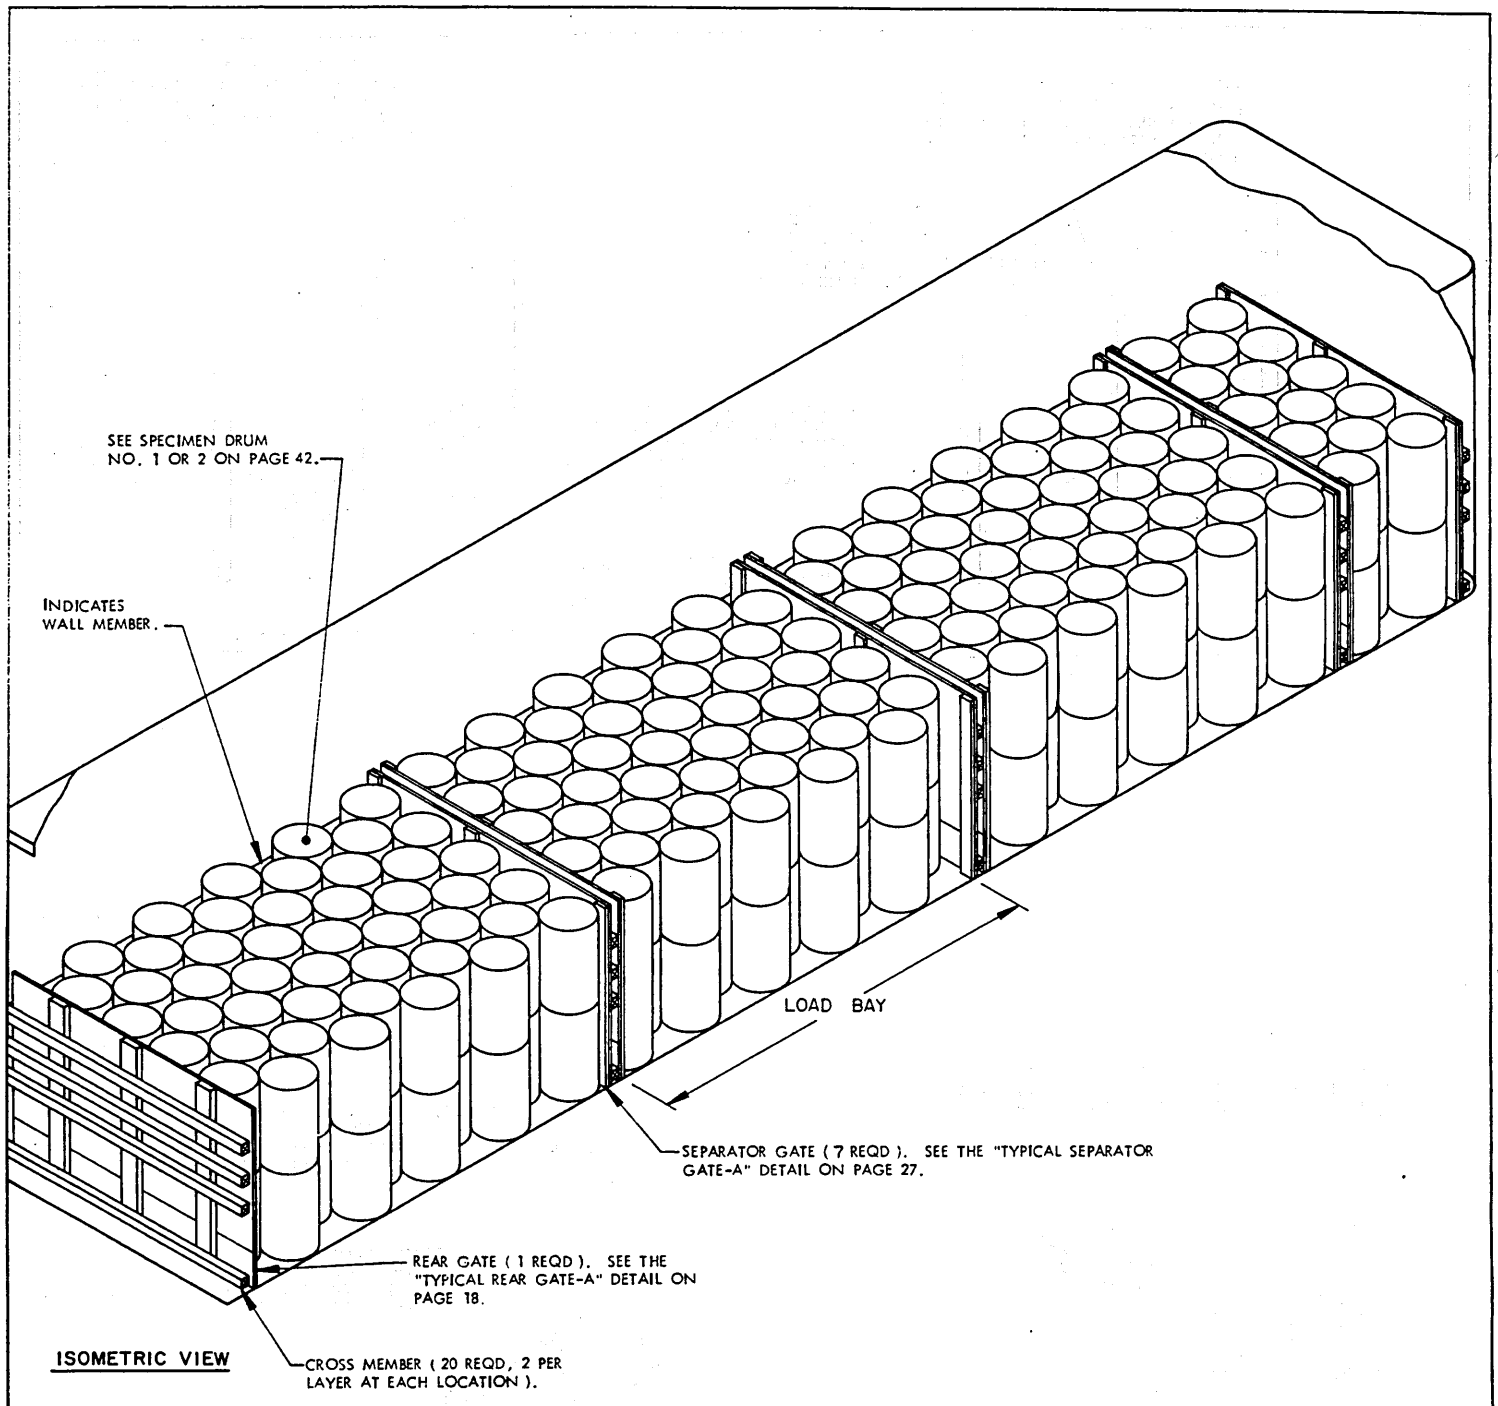 SEE SPECIMEN DRUM
NO. 1 OR 2 ON PAGE 42.
INDICATES
WALL MEMBER.
LOAD BAY
SEPARATOR GATE ( 7 REQD ). SEE THE "TYPICAL SEPARATOR
GATE-A" DETAIL ON PAGE 27.
REAR GATE ( 1 REQD ). SEE THE
"TYPICAL REAR GATE-A" DETAIL ON
PAGE 18.
ISOMETRIC VIEW
CROSS MEMBER ( 20 REQD, 2 PER
LAYER AT EACH LOCATION ).